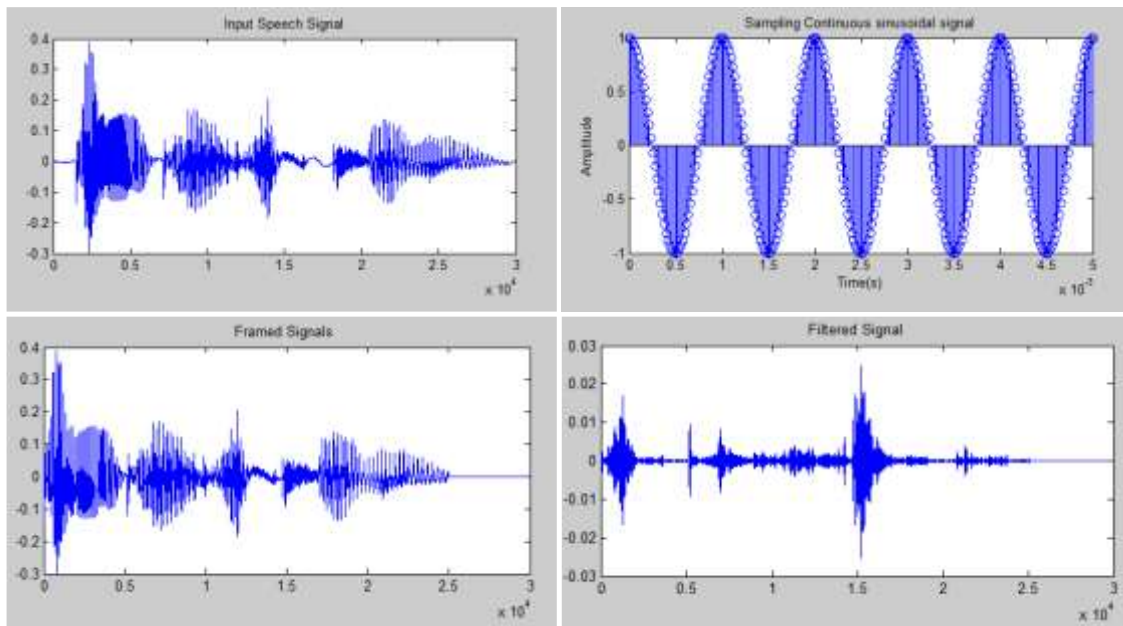 Input Speech Signal
0.4
0.3
0.2
0.1
0
-0.1
-0.2
-0.3
0 0.5 1 1.5 2 2.5 3
x 10^4
Sampling Continuous sinusoidal signal
Amplitude
1
0.5
0
-0.5
-1
0 0.5 1 1.5 2 2.5 3 3.5 4 4.5 5
Time(s)
x 10^-3
Framed Signals
0.4
0.3
0.2
0.1
0
-0.1
-0.2
-0.3
0 0.5 1 1.5 2 2.5 3
x 10^4
Filtered Signal
0.03
0.02
0.01
0
-0.01
-0.02
-0.03
0 0.5 1 1.5 2 2.5 3
x 10^4